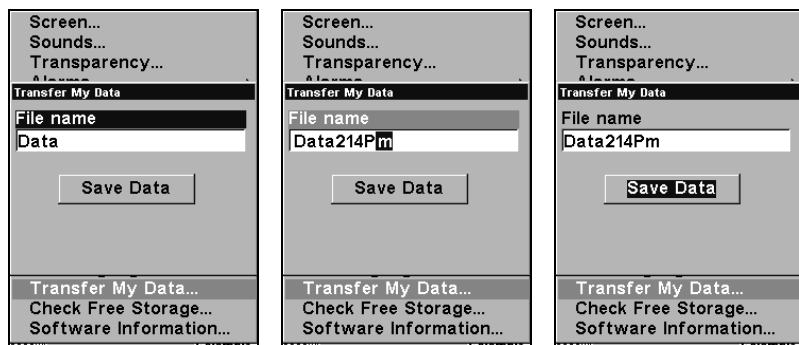 Screen...
Sounds...
Transparency...
Transfer My Data
File name
Data
Save Data
Transfer My Data...
Check Free Storage...
Software Information...
Screen...
Sounds...
Transparency...
Transfer My Data
File name
Data214Pm
Save Data
Transfer My Data...
Check Free Storage...
Software Information...
Screen...
Sounds...
Transparency...
Transfer My Data
File name
Data214Pm
Save Data
Transfer My Data...
Check Free Storage...
Software Information...